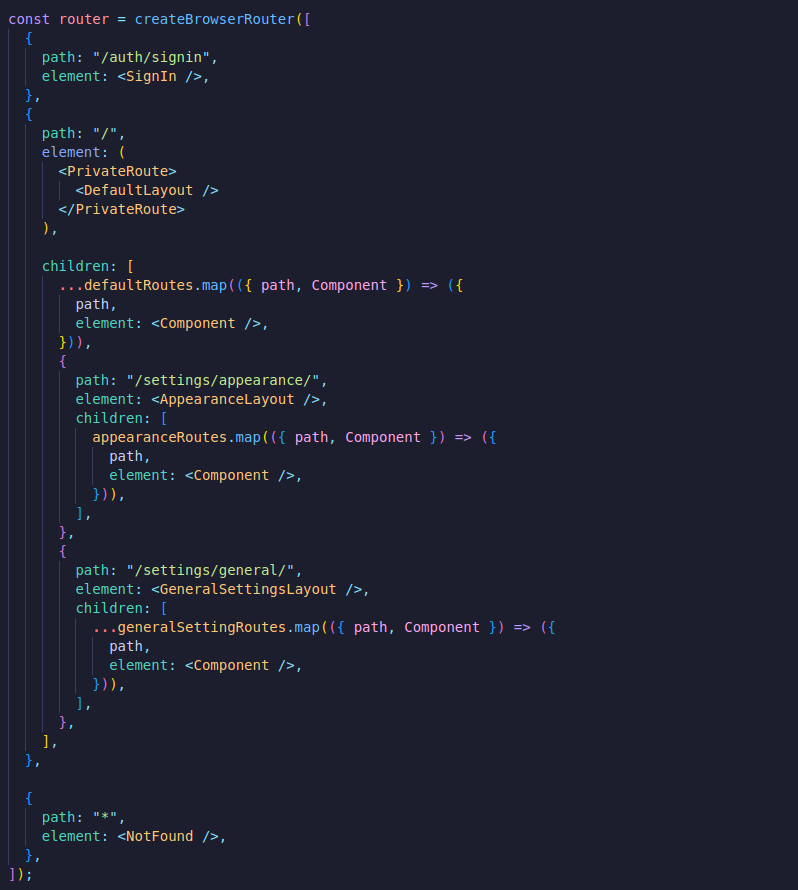 const router = createBrowserRouter([
  {
    path: "/auth/signin",
    element: <SignIn />,
  },
  {
    path: "/",
    element: (
      <PrivateRoute>
        <DefaultLayout />
      </PrivateRoute>
    ),

    children: [
      ...defaultRoutes.map(({ path, Component }) => ({
        path,
        element: <Component />,
      })),
      {
        path: "/settings/appearance/",
        element: <AppearanceLayout />,
        children: [
          appearanceRoutes.map(({ path, Component }) => ({
            path,
            element: <Component />,
          })),
        ],
      },
      {
        path: "/settings/general/",
        element: <GeneralSettingsLayout />,
        children: [
          ...generalSettingRoutes.map(({ path, Component }) => ({
            path,
            element: <Component />,
          })),
        ],
      },
    ],
  },

  {
    path: "*",
    element: <NotFound />,
  },
]);